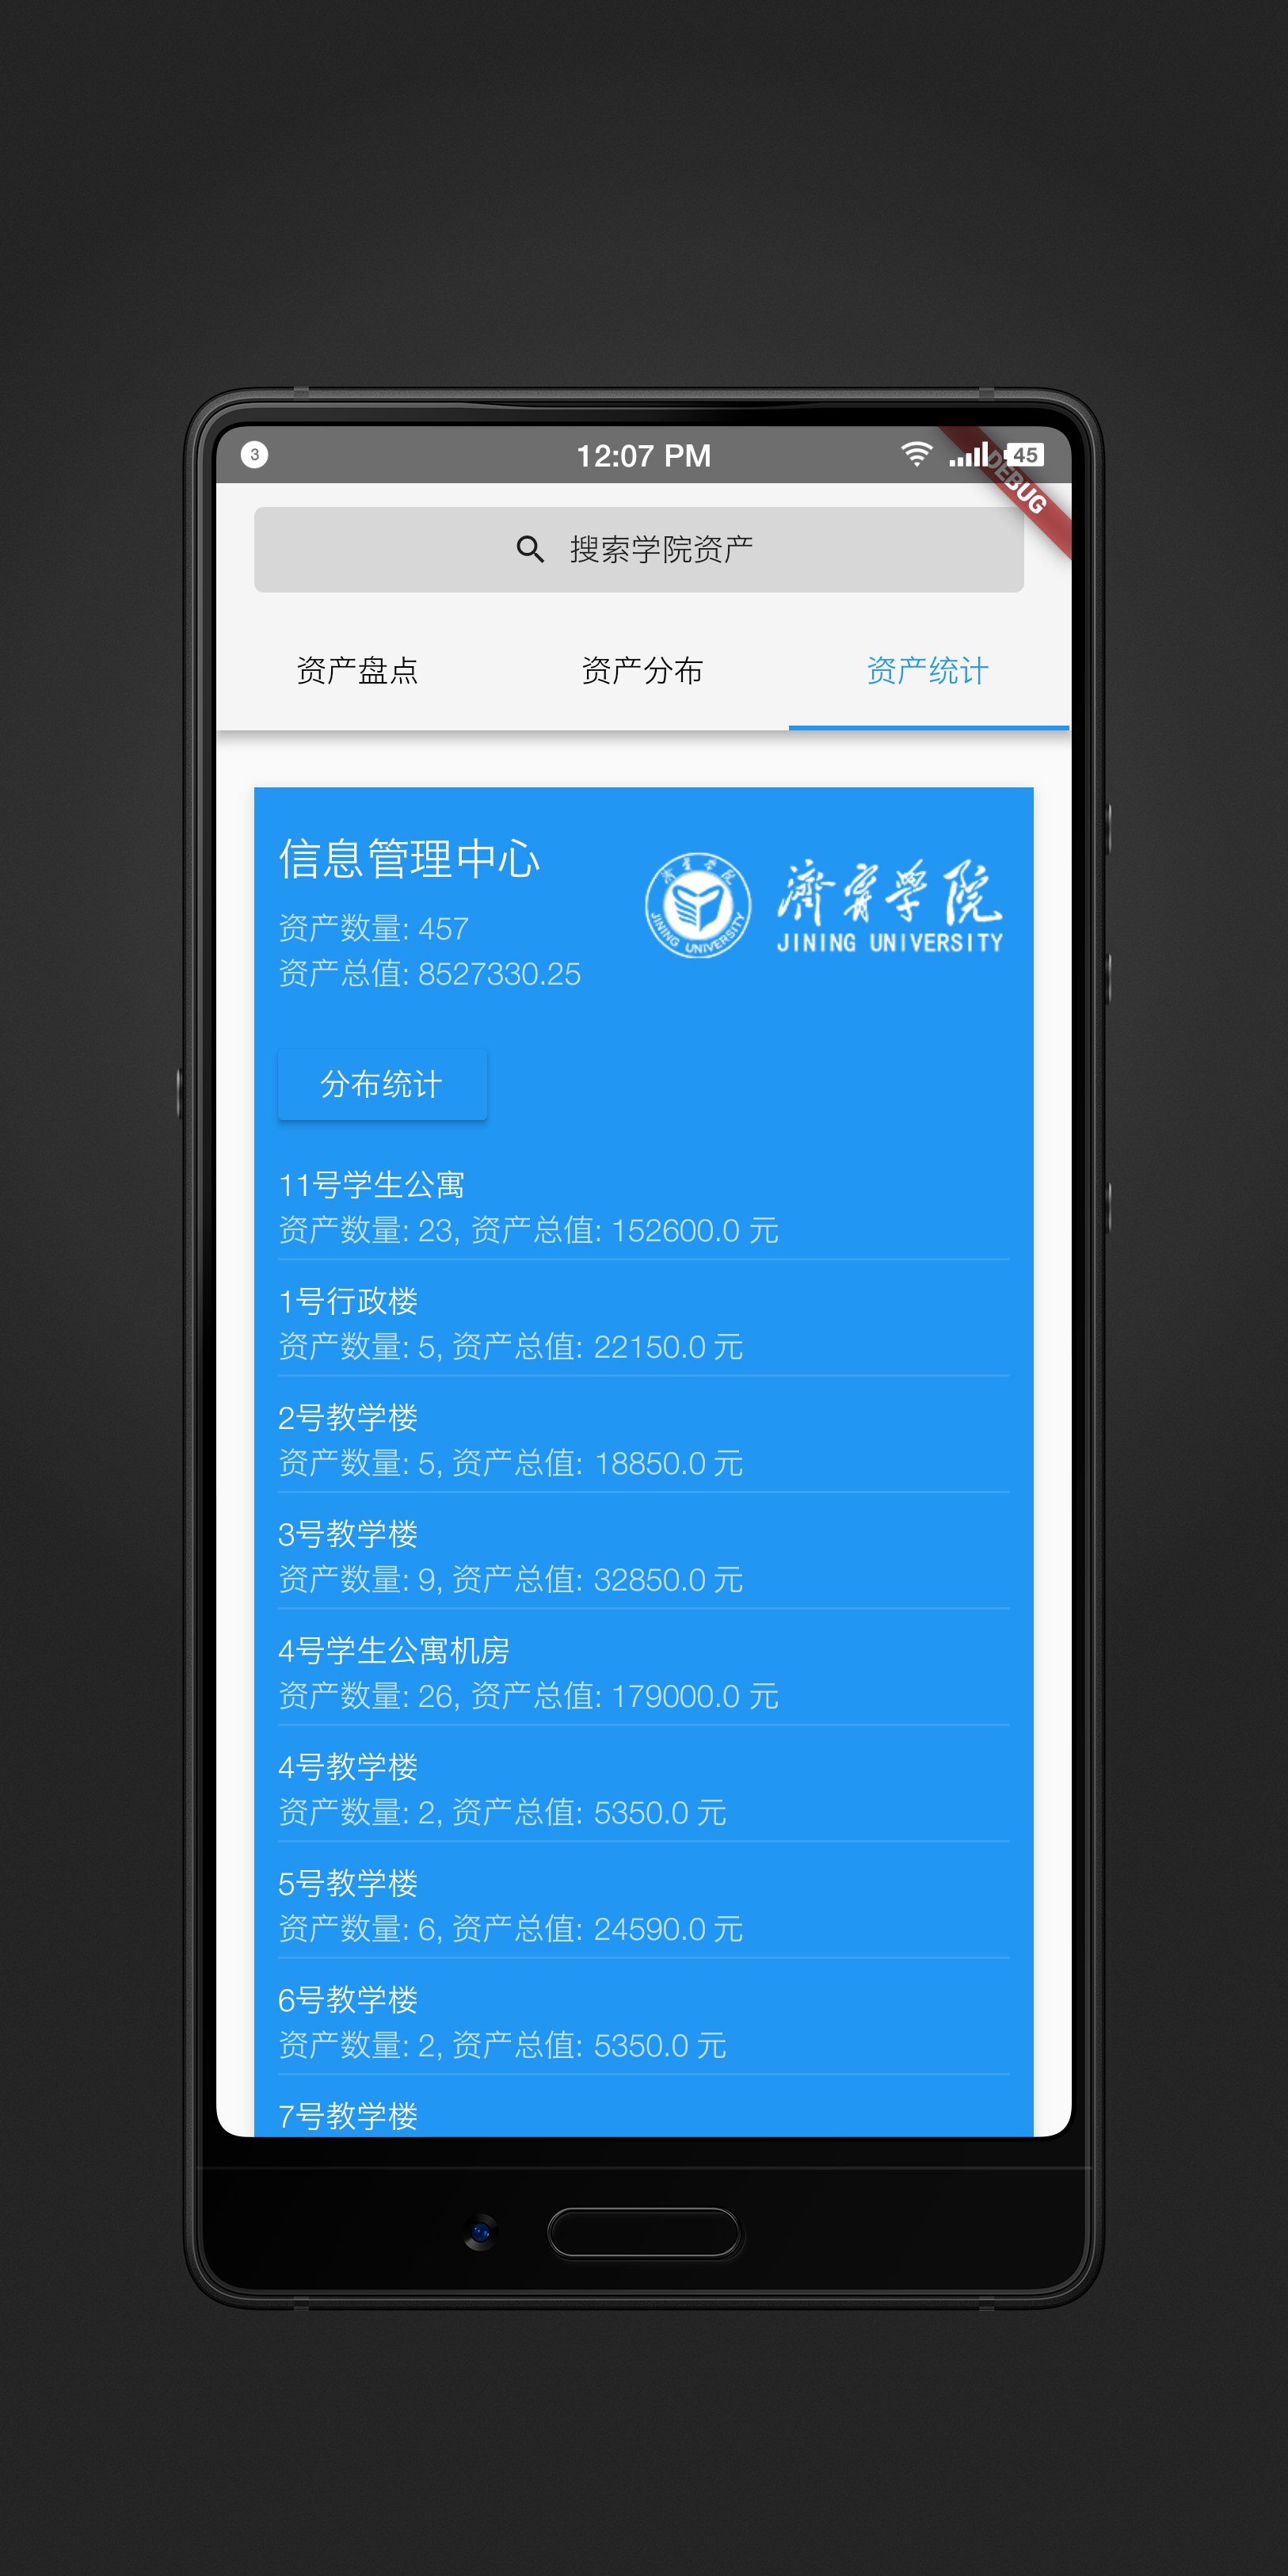 3
12:07 PM
45
DEBUG
搜索学院资产
资产盘点
资产分布
资产统计
信息管理中心
资产数量: 457
资产总值: 8527330.25
济宁学院
JINING UNIVERSITY
濟寧學院
JINING UNIVERSITY
分布统计
11号学生公寓
资产数量: 23, 资产总值: 152600.0 元
1号行政楼
资产数量: 5, 资产总值: 22150.0 元
2号教学楼
资产数量: 5, 资产总值: 18850.0 元
3号教学楼
资产数量: 9, 资产总值: 32850.0 元
4号学生公寓机房
资产数量: 26, 资产总值: 179000.0 元
4号教学楼
资产数量: 2, 资产总值: 5350.0 元
5号教学楼
资产数量: 6, 资产总值: 24590.0 元
6号教学楼
资产数量: 2, 资产总值: 5350.0 元
7号教学楼